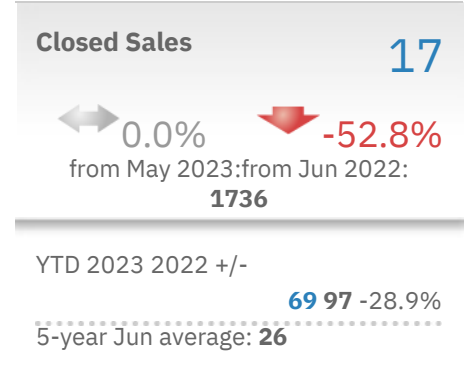 Closed Sales 17
0.0% -52.8%
from May 2023:from Jun 2022:
1736
YTD 2023 2022 +/-
69 97 -28.9%
5-year Jun average: 26